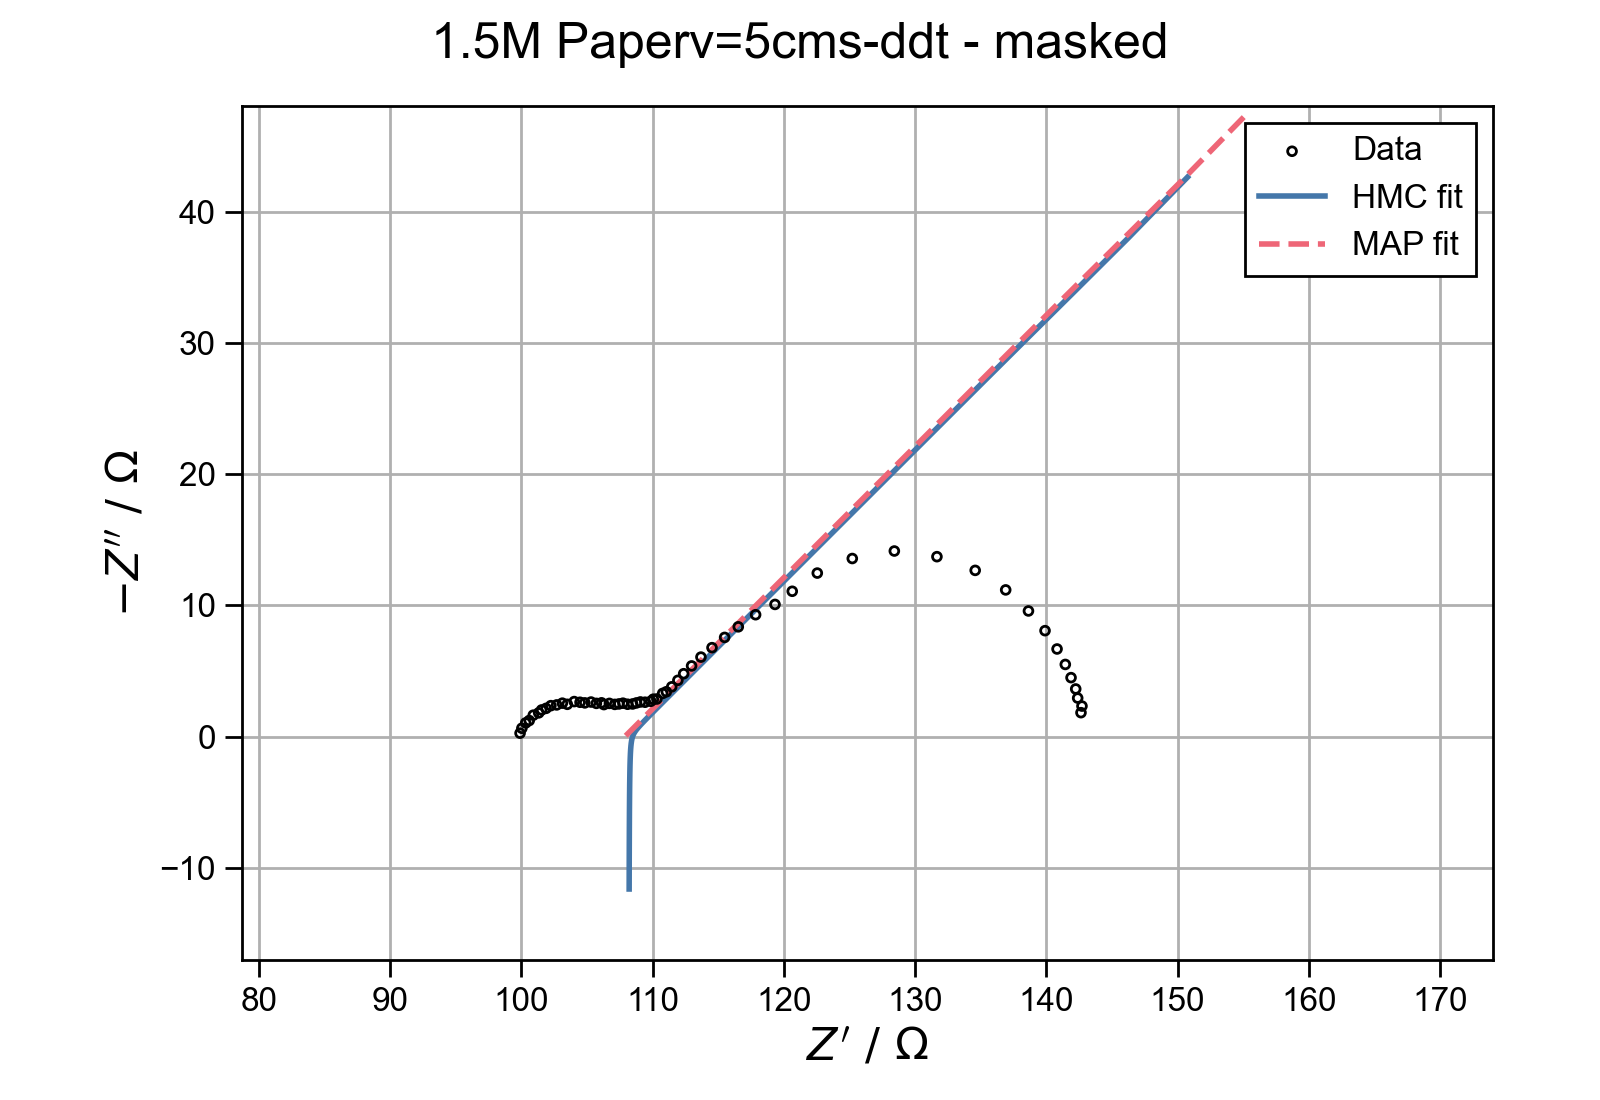 1.5M Paperv=5cms-ddt - masked
Data
HMC fit
MAP fit
40
30
20
10
0
−10
−Z′′ / Ω
80 90 100 110 120 130 140 150 160 170
Z′ / Ω